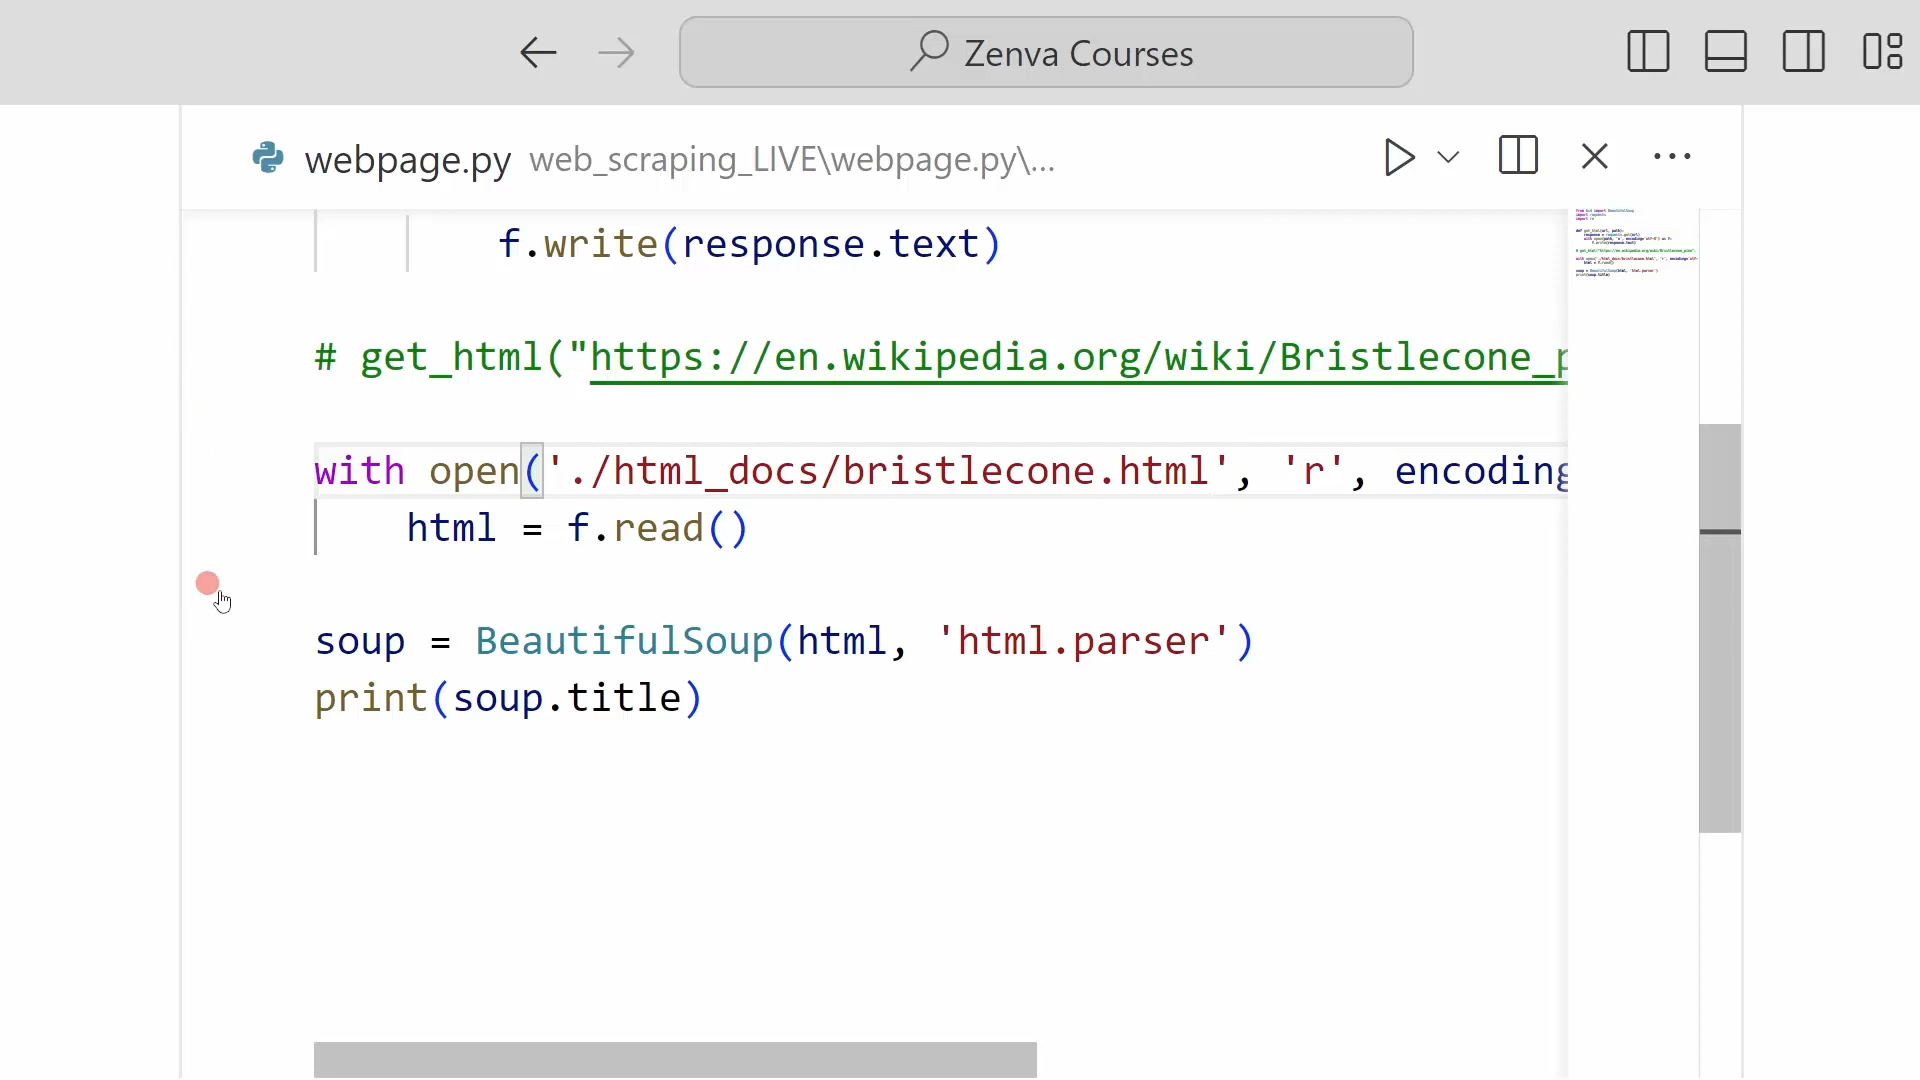 Zenva Courses
webpage.py web_scraping_LIVE\webpage.py\...
f.write(response.text)
# get_html("https://en.wikipedia.org/wiki/Bristlecone_p
with open('./html_docs/bristlecone.html', 'r', encoding
html = f.read()
soup = BeautifulSoup(html, 'html.parser')
print(soup.title)